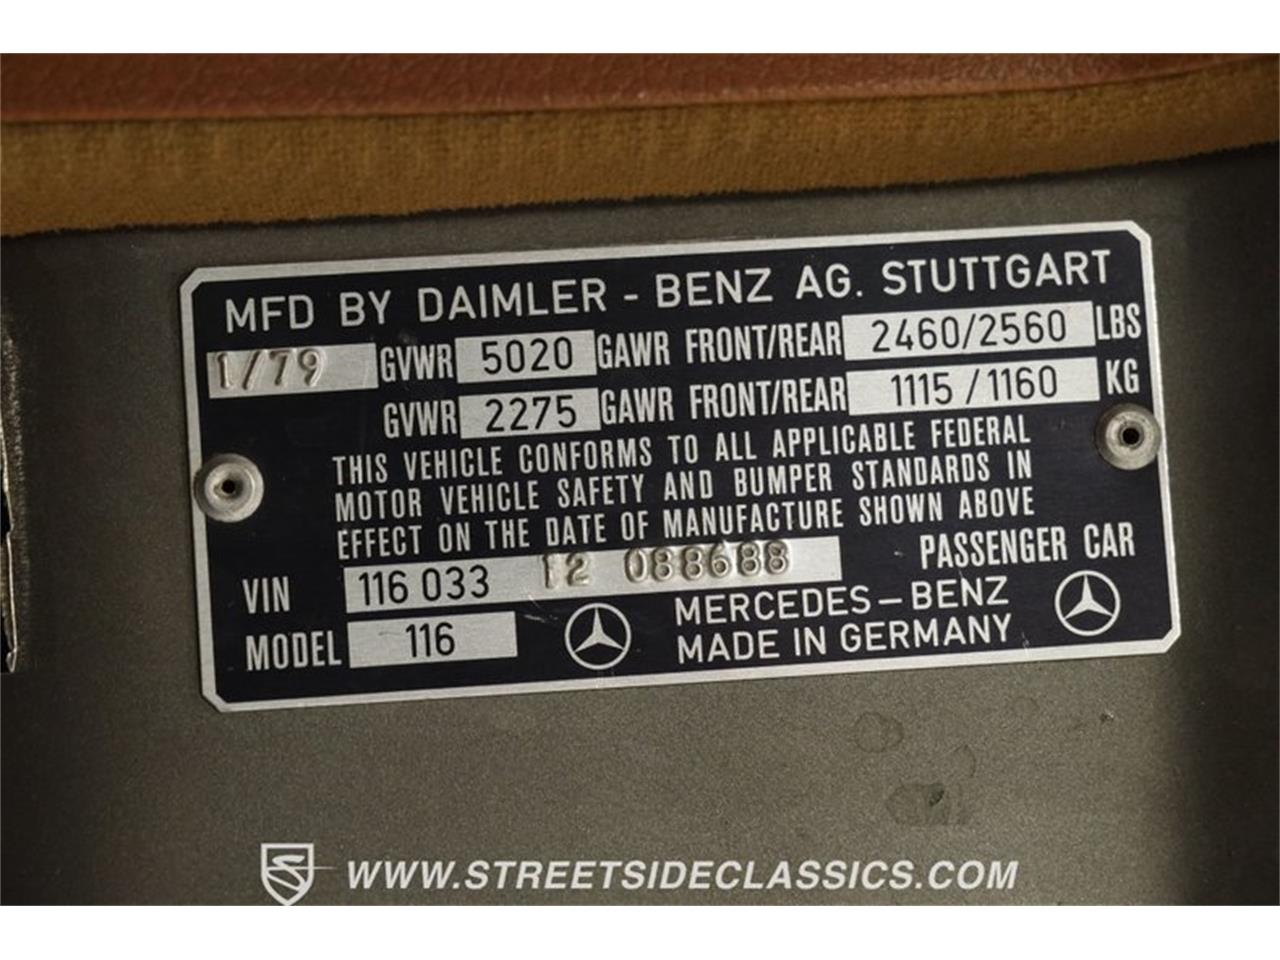 MFD BY DAIMLER - BENZ AG. STUTTGART
1/79 GVWR 5020 GAWR FRONT/REAR 2460/2560 LBS
GVWR 2275 GAWR FRONT/REAR 1115/1160 KG
THIS VEHICLE CONFORMS TO ALL APPLICABLE FEDERAL
MOTOR VEHICLE SAFETY AND BUMPER STANDARDS IN
EFFECT ON THE DATE OF MANUFACTURE SHOWN ABOVE
VIN 116 033 12 088688 PASSENGER CAR
MODEL 116 MERCEDES-BENZ
MADE IN GERMANY
WWW.STREETSIDECLASSICS.COM